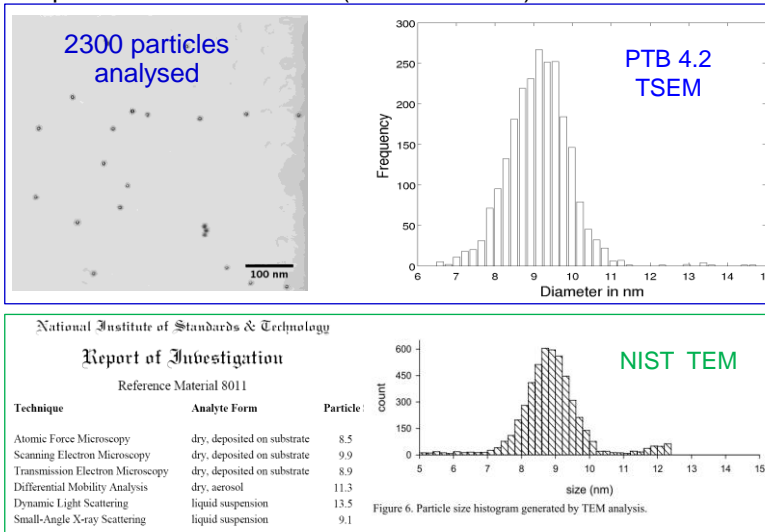 2300 particles
analysed
100 nm
PTB 4.2
TSEM
Frequency
300
250
200
150
100
50
0
6 7 8 9 10 11 12 13 14
Diameter in nm
National Institute of Standards & Technology
Report of Investigation
Reference Material 8011
Technique Analyte Form Particle
Atomic Force Microscopy dry, deposited on substrate 8.5
Scanning Electron Microscopy dry, deposited on substrate 9.9
Transmission Electron Microscopy dry, deposited on substrate 8.9
Differential Mobility Analysis dry, aerosol 11.3
Dynamic Light Scattering liquid suspension 13.5
Small-Angle X-ray Scattering liquid suspension 9.1
NIST TEM
count
600
450
300
150
0
5 6 7 8 9 10 11 12 13 14 15
size (nm)
Figure 6. Particle size histogram generated by TEM analysis.